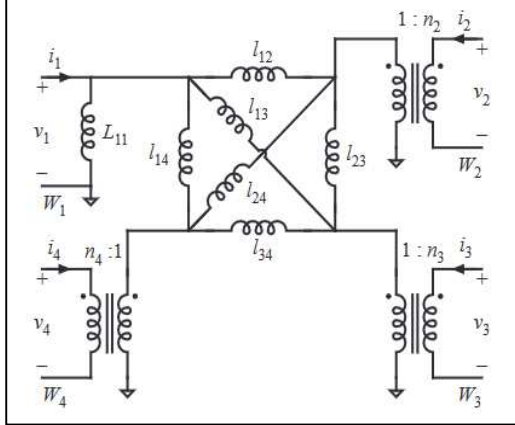 1 : n₂ i₂
i₁ l₁₂ +
+ l₁₃ v₂
v₁ L₁₁ l₁₄ l₂₃
− l₂₄ −
W₁ W₂
i₄ n₄ :1 l₃₄ 1 : n₃ i₃
+ +
v₄ v₃
− −
W₄ W₃